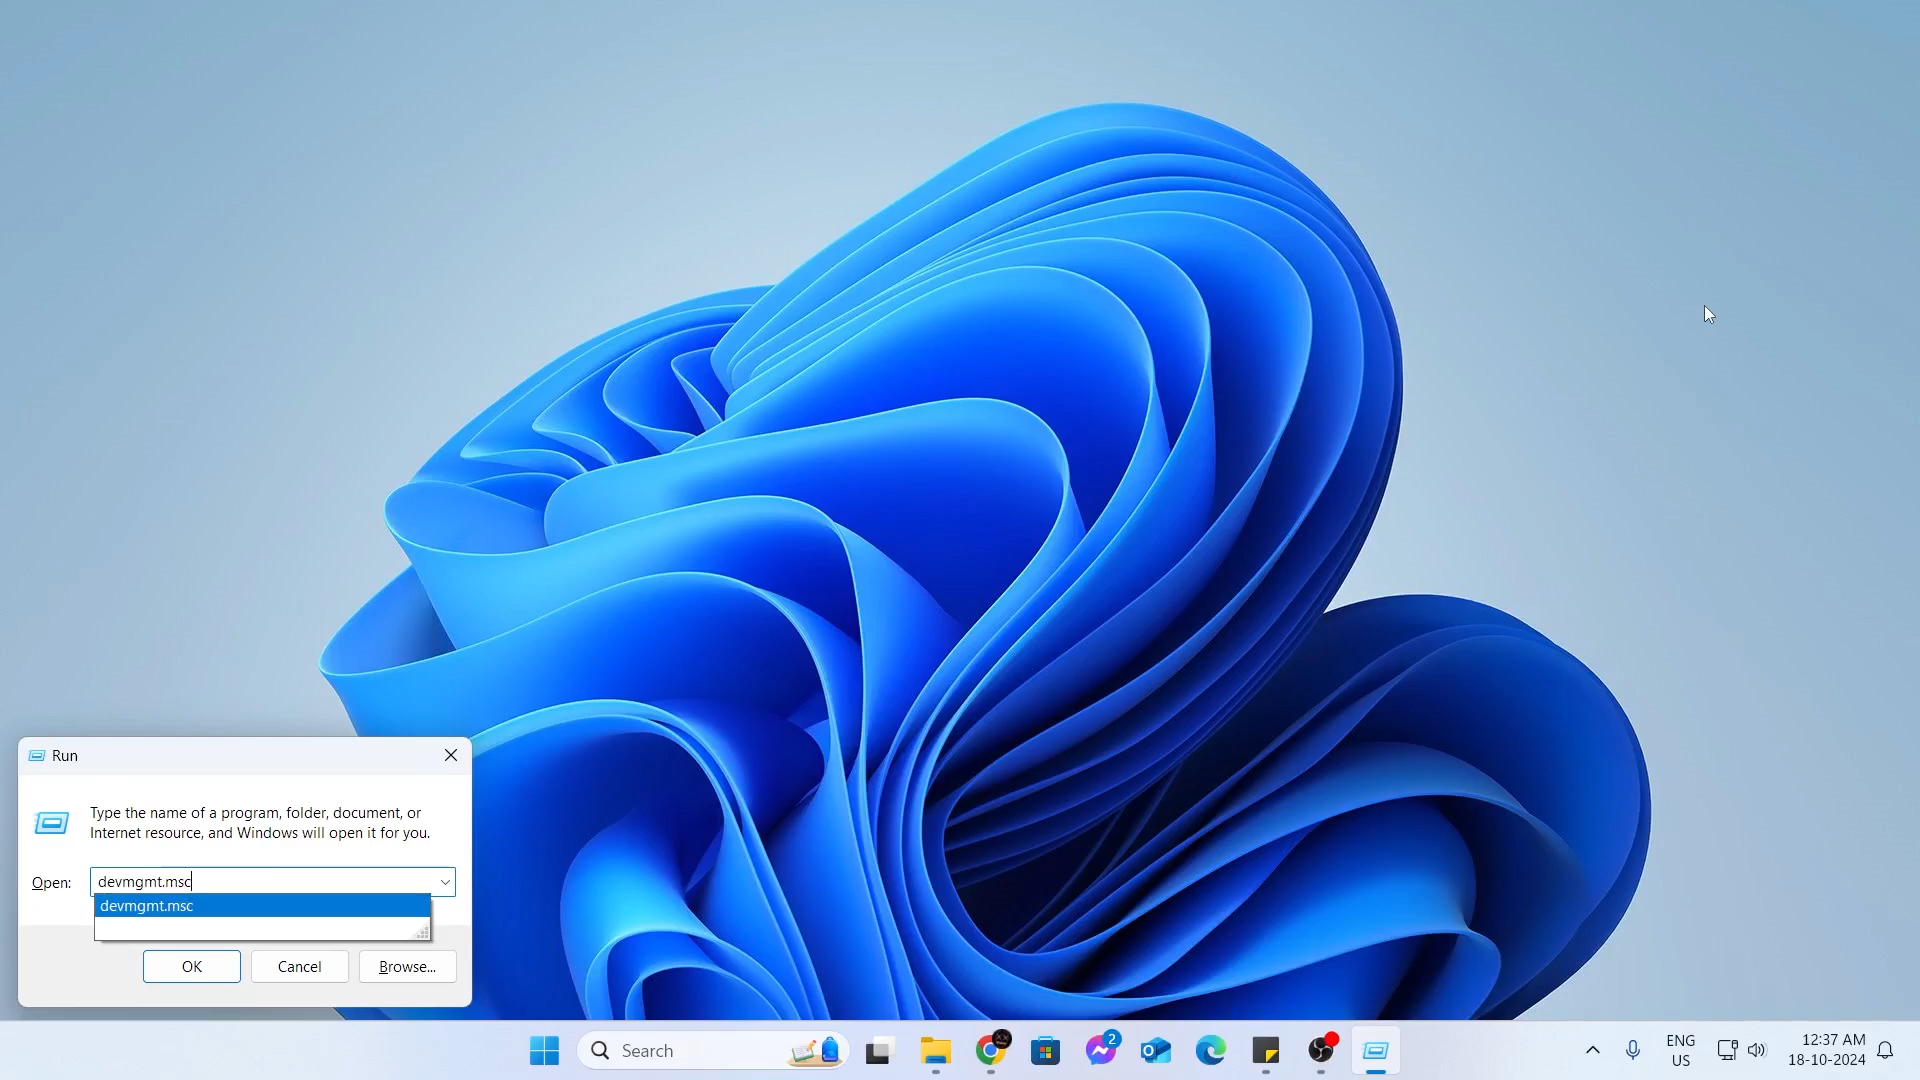 Run
Type the name of a program, folder, document, or
Internet resource, and Windows will open it for you.
Open:
devmgmt.msc
devmgmt.msc
OK
Cancel
Browse...
Search
2
ENG
US
12:37 AM
18-10-2024